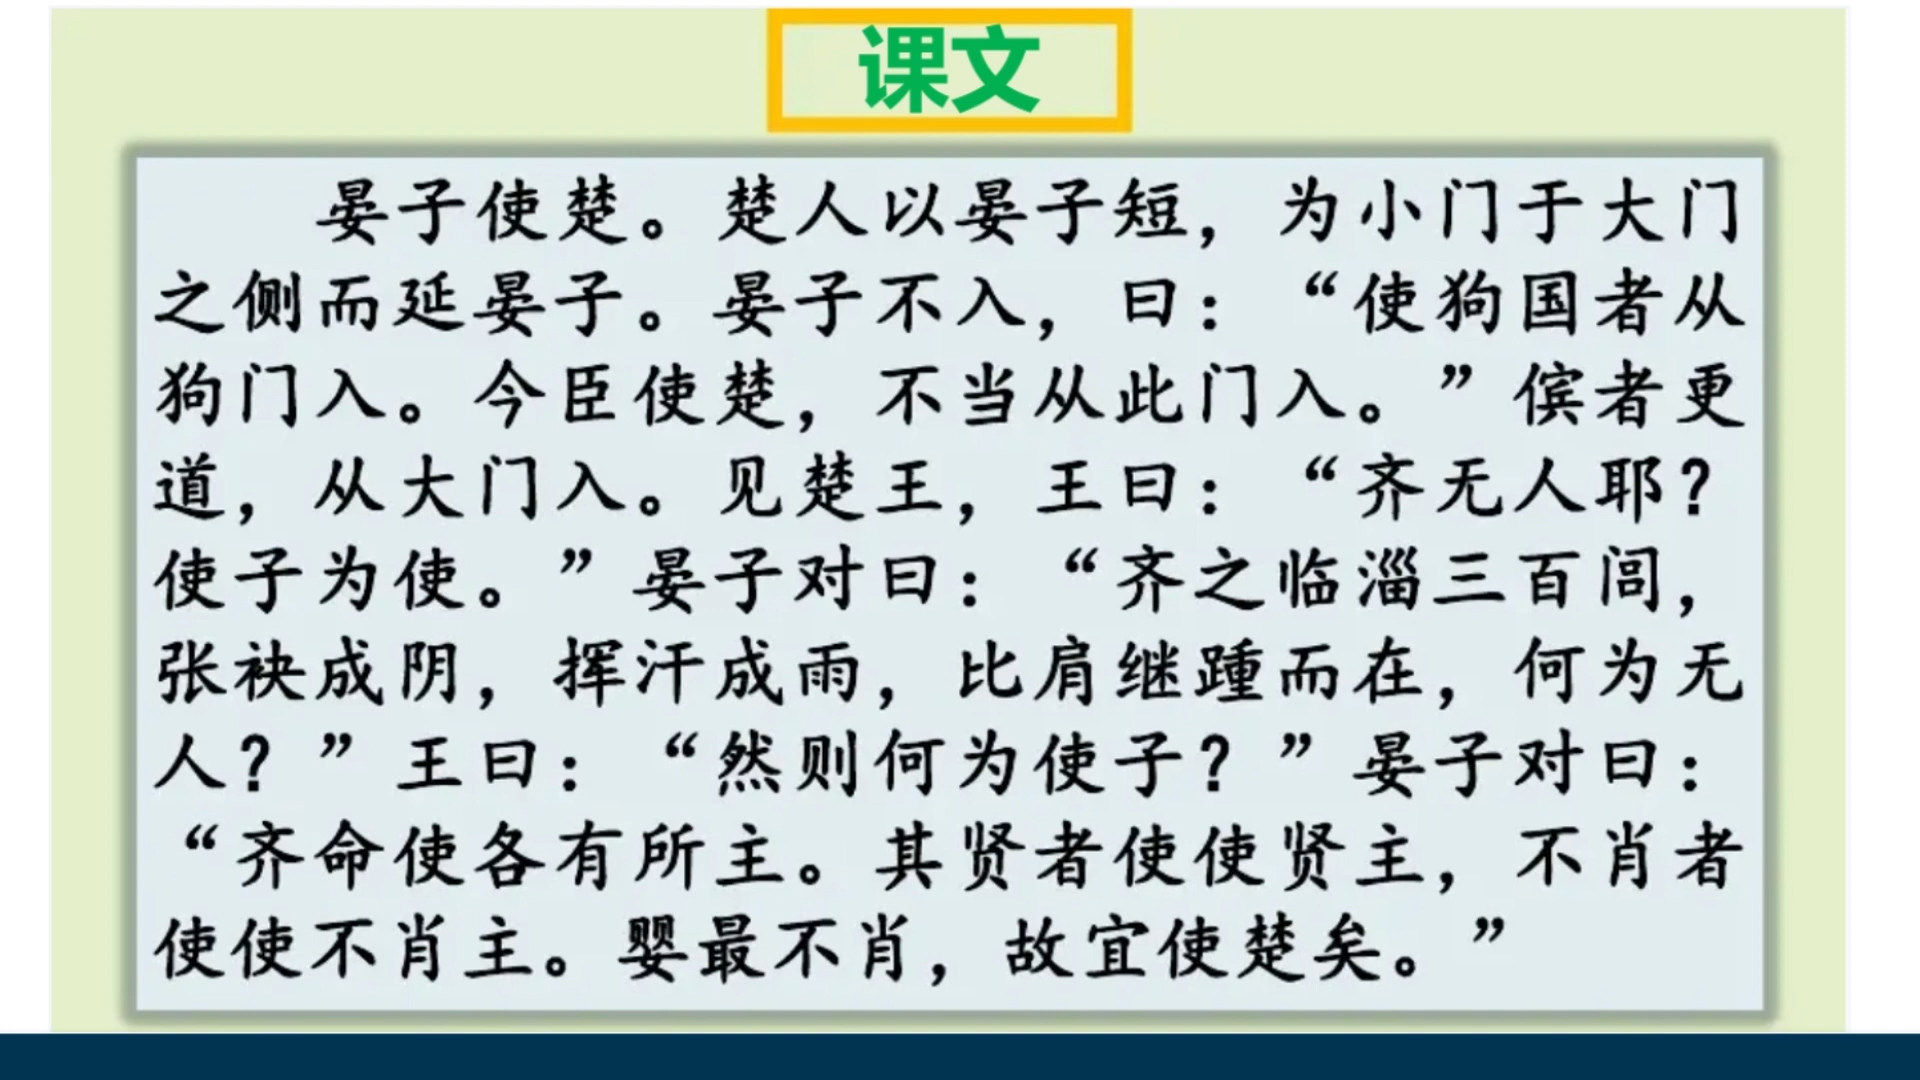 课文
晏子使楚。楚人以晏子短，为小门于大门
之侧而延晏子。晏子不入，曰：“使狗国者从
狗门入。今臣使楚，不当从此门入。”傧者更
道，从大门入。见楚王，王曰：“齐无人耶？
使子为使。”晏子对曰：“齐之临淄三百闾，
张袂成阴，挥汗成雨，比肩继踵而在，何为无
人？”王曰：“然则何为使子？”晏子对曰：
“齐命使各有所主。其贤者使使贤主，不肖者
使使不肖主。婴最不肖，故宜使楚矣。”